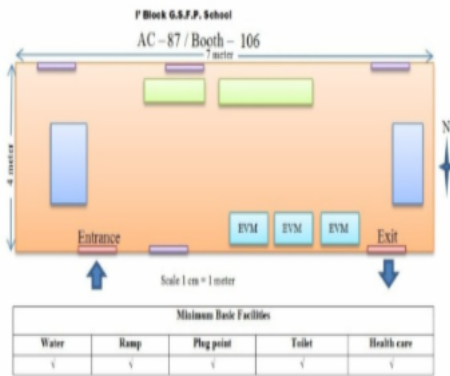 I' Block G.S.F.P. School
AC – 87 / Booth – 106
7 meter
4 meter
N
EVM EVM EVM
Entrance Exit
Scale 1 cm = 1 meter
Minimum Basic Facilities
Water Ramp Plug point Toilet Health care
√ √ √ √ √